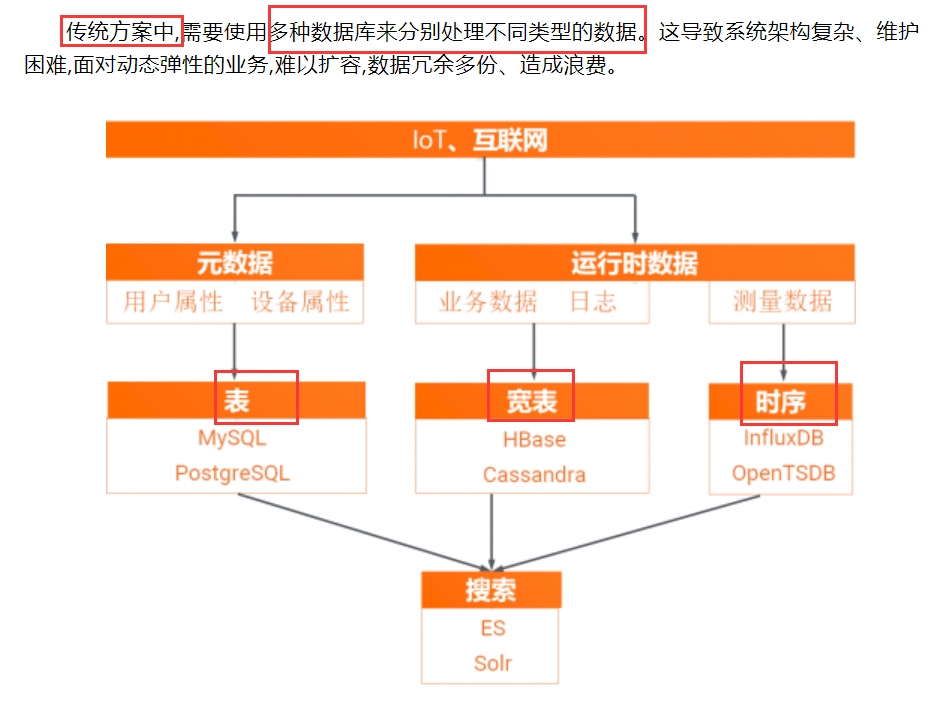 传统方案中,需要使用多种数据库来分别处理不同类型的数据。这导致系统架构复杂、维护
困难,面对动态弹性的业务,难以扩容,数据冗余多份、造成浪费。
IoT、互联网
元数据
运行时数据
用户属性 设备属性
业务数据 日志
测量数据
表
宽表
时序
MySQL
HBase
InfluxDB
PostgreSQL
Cassandra
OpenTSDB
搜索
ES
Solr